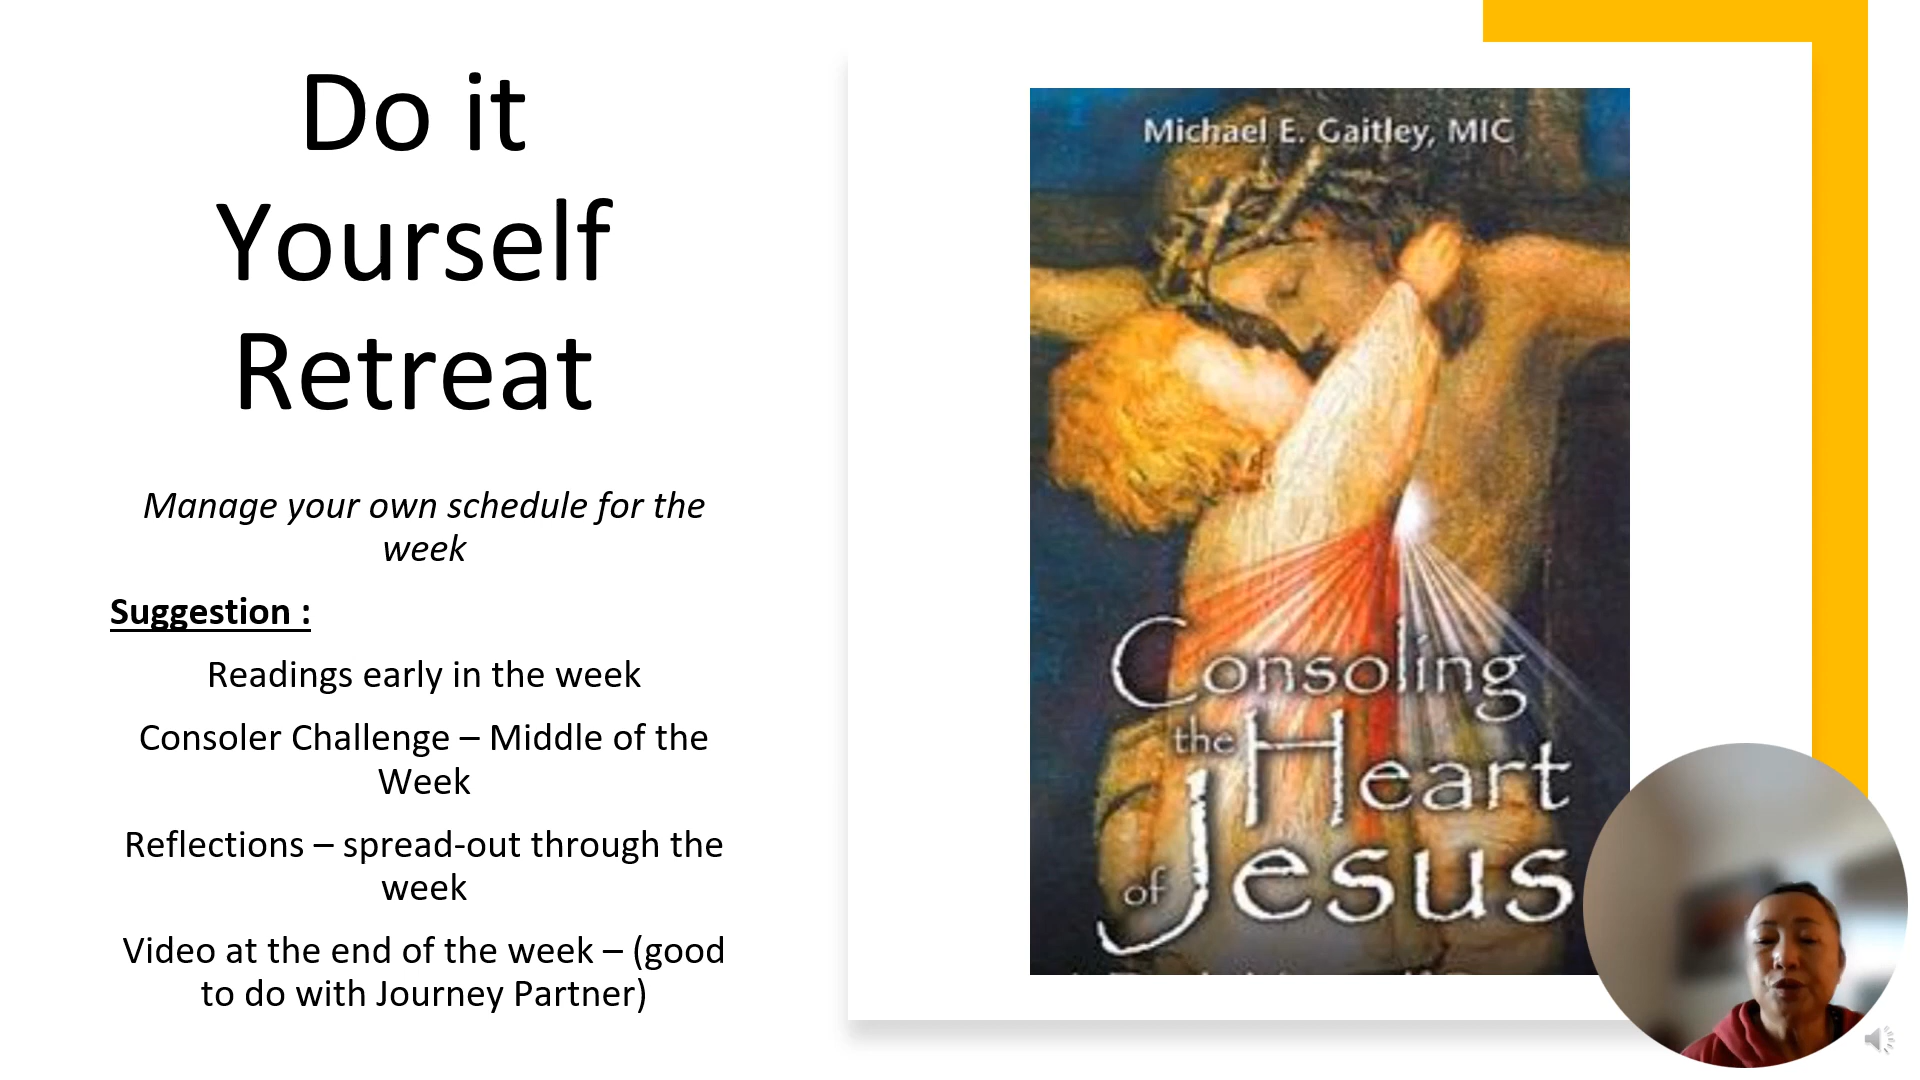 Do it
Yourself
Retreat
Manage your own schedule for the
week
Suggestion :
Readings early in the week
Consoler Challenge – Middle of the
Week
Reflections – spread-out through the
week
Video at the end of the week – (good
to do with Journey Partner)
Michael E. Gaitley, MIC
Consoling
the Heart
of Jesus